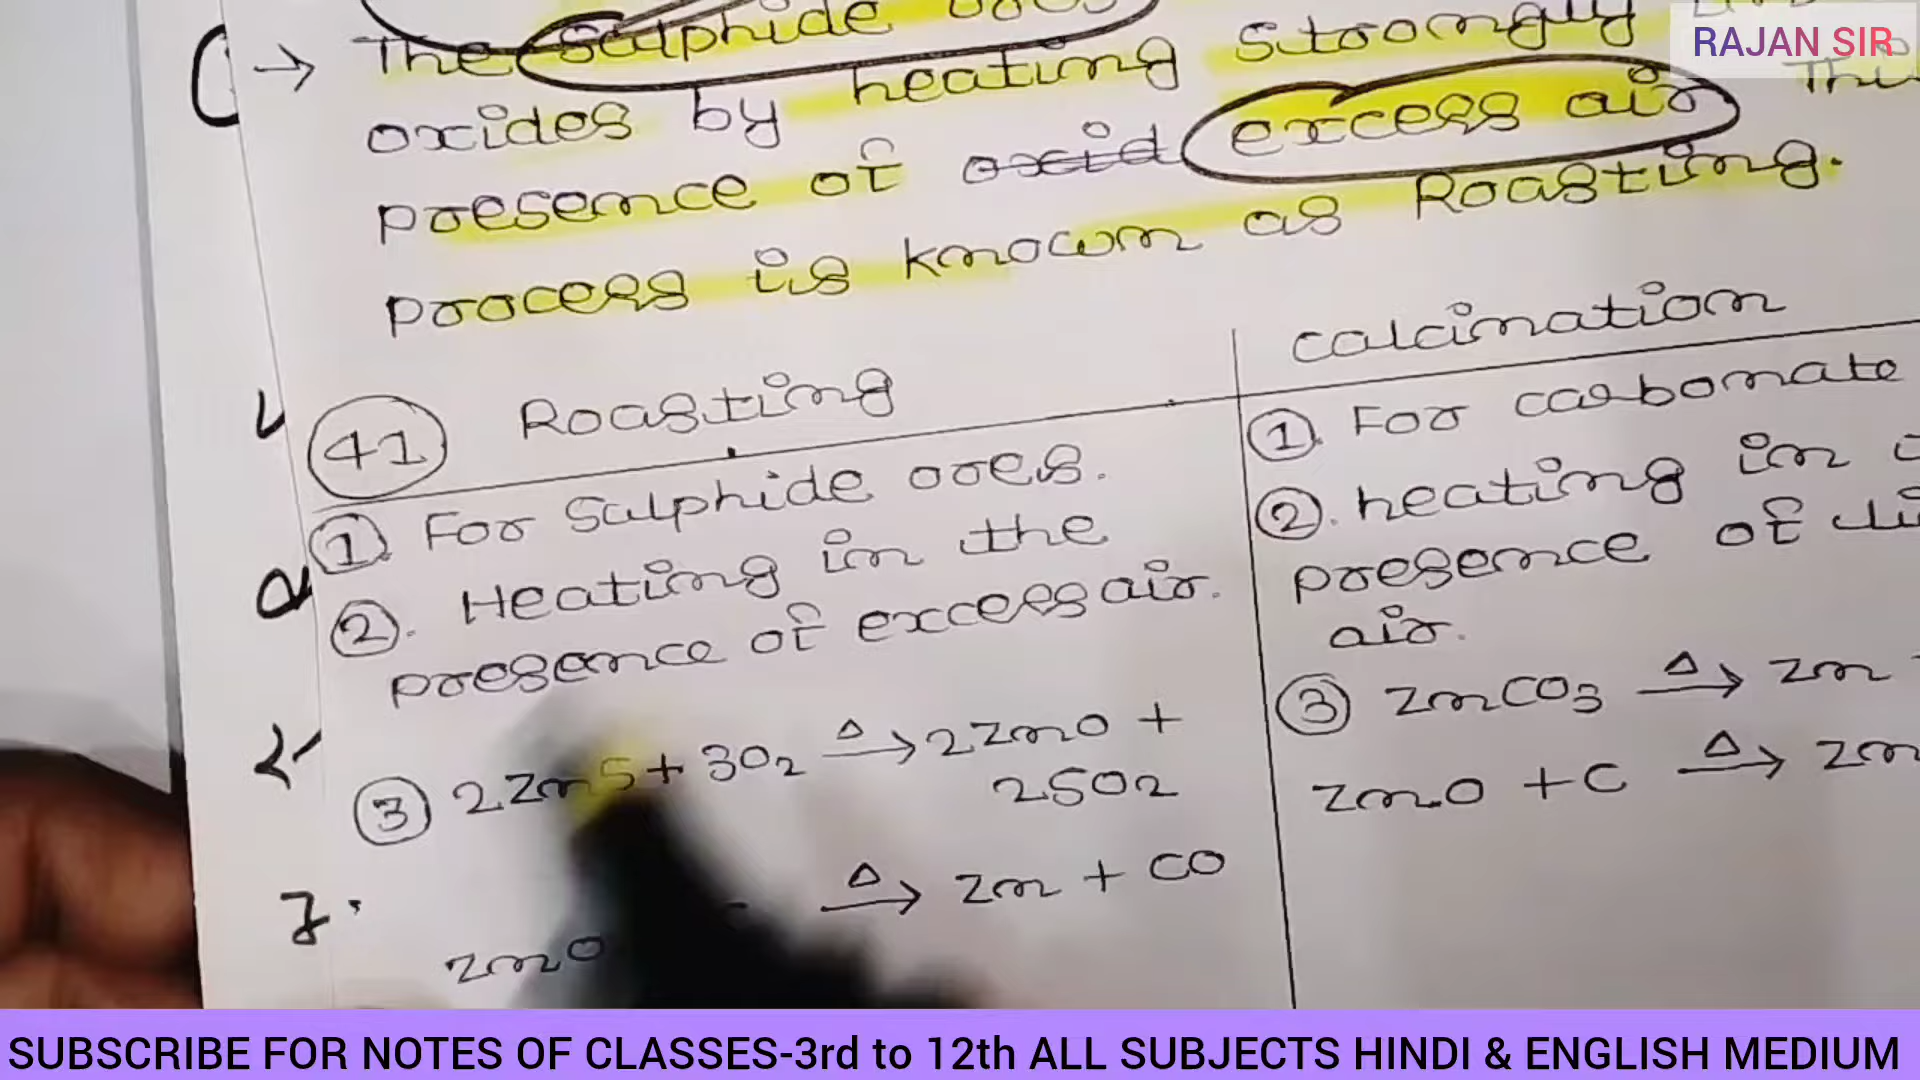 RAJAN SIR
→ The Sulphide ores
oxides by heating strongly
presence of oxid excess air This
process is known as Roasting.
41 Roasting
calcination
1. For Sulphide ores.
2. Heating in the
presence of excess air.
3 2ZnS + 3O2 Δ→ 2ZnO +
2SO2
ZnO Δ→ Zn + CO
1. For carbonate
2. heating in
presence of
air.
3 ZnCO3 Δ→ Zn
ZnO + C Δ→ Zn
SUBSCRIBE FOR NOTES OF CLASSES-3rd to 12th ALL SUBJECTS HINDI & ENGLISH MEDIUM